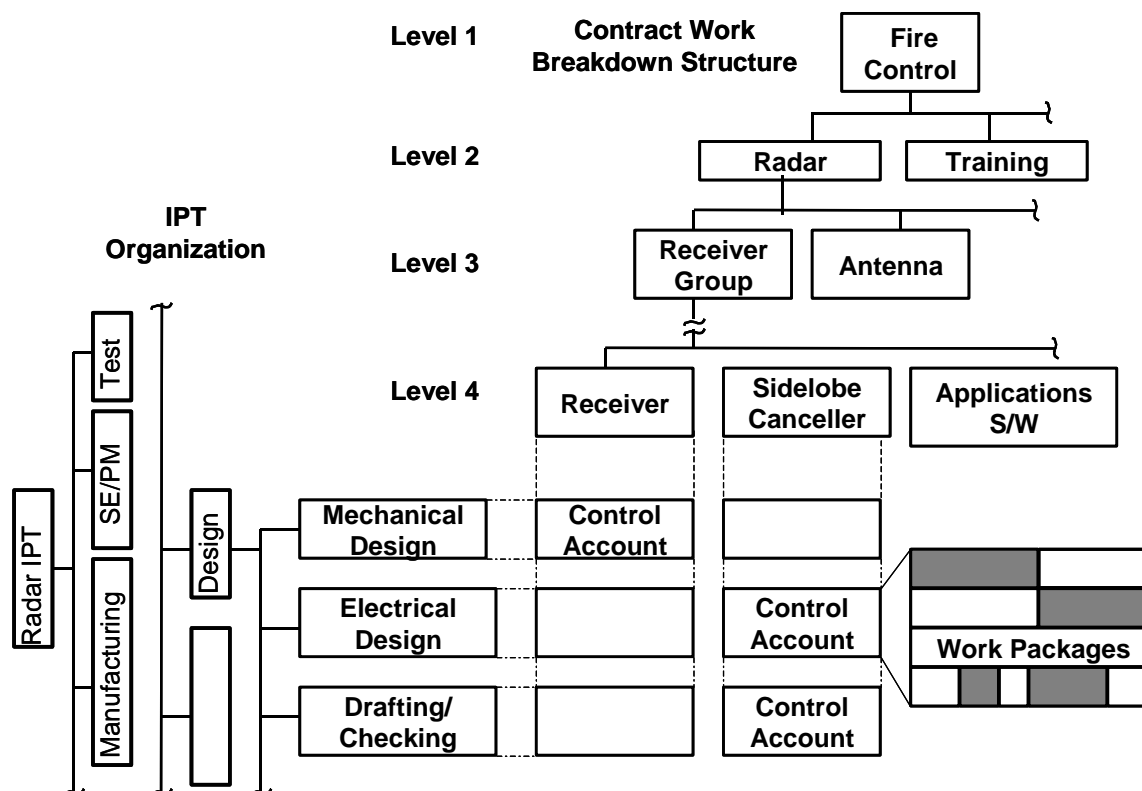 Level 1
Contract Work
Breakdown Structure
Fire
Control
Level 2
Radar
Training
IPT
Organization
Level 3
Receiver
Group
Antenna
Level 4
Receiver
Sidelobe
Canceller
Applications
S/W
Test
SE/PM
Radar IPT
Manufacturing
Design
Mechanical
Design
Control
Account
Electrical
Design
Control
Account
Work Packages
Drafting/
Checking
Control
Account